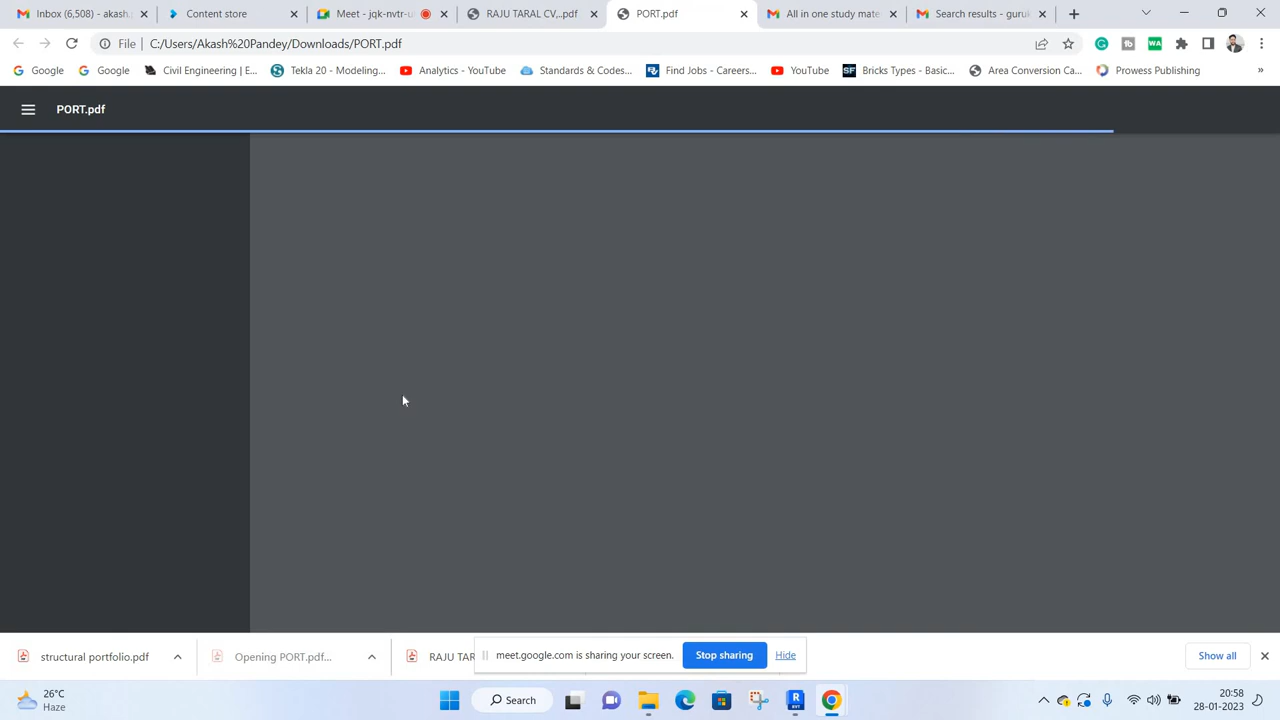 Inbox (6,508) - akash.
Content store
Meet - jqk-nvtr-u
RAJU TARAL CV,..pdf
PORT.pdf
All in one study mate
Search results - guruk
File
C:/Users/Akash%20Pandey/Downloads/PORT.pdf
Google
Google
Civil Engineering | E...
Tekla 20 - Modeling...
Analytics - YouTube
Standards & Codes...
Find Jobs - Careers...
YouTube
SF
Bricks Types - Basic...
Area Conversion Ca...
Prowess Publishing
»
PORT.pdf
structural portfolio.pdf
Opening PORT.pdf...
RAJU TAR
meet.google.com is sharing your screen.
Stop sharing
Hide
Show all
26°C
Haze
Search
20:58
28-01-2023